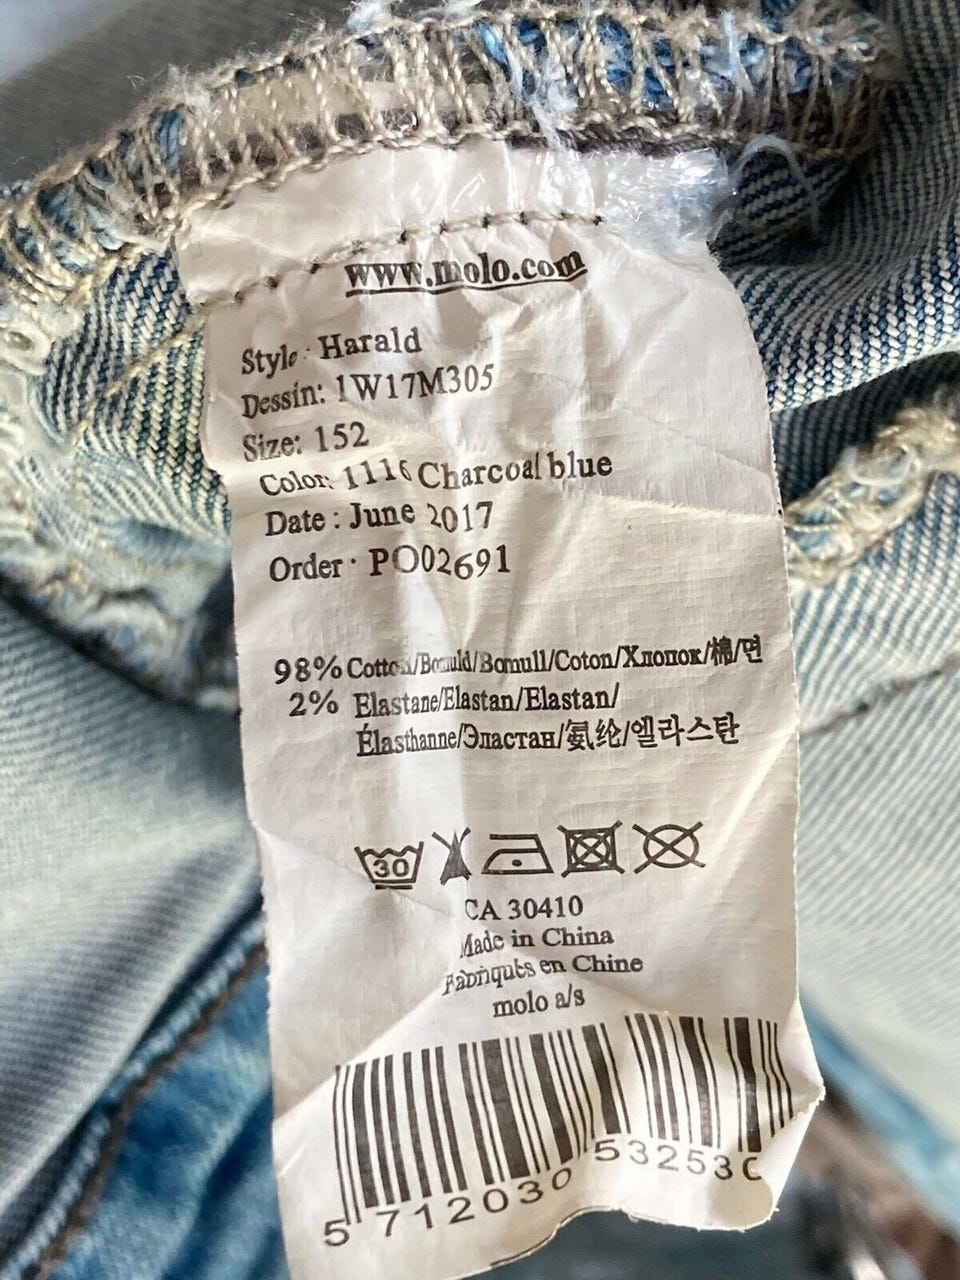 www.molo.com
Style: Harald
Dessin: 1W17M305
Size: 152
Color: 1116 Charcoal blue
Date : June 2017
Order: PO02691
98% Cotton/Bomuld/Bomull/Coton/Хлопок/棉/면
2% Elastane/Elastan/Elastan/
Élasthanne/Эластан/氨纶/엘라스탄
30
CA 30410
Made in China
Fabriqués en Chine
molo a/s
5 712030 53253